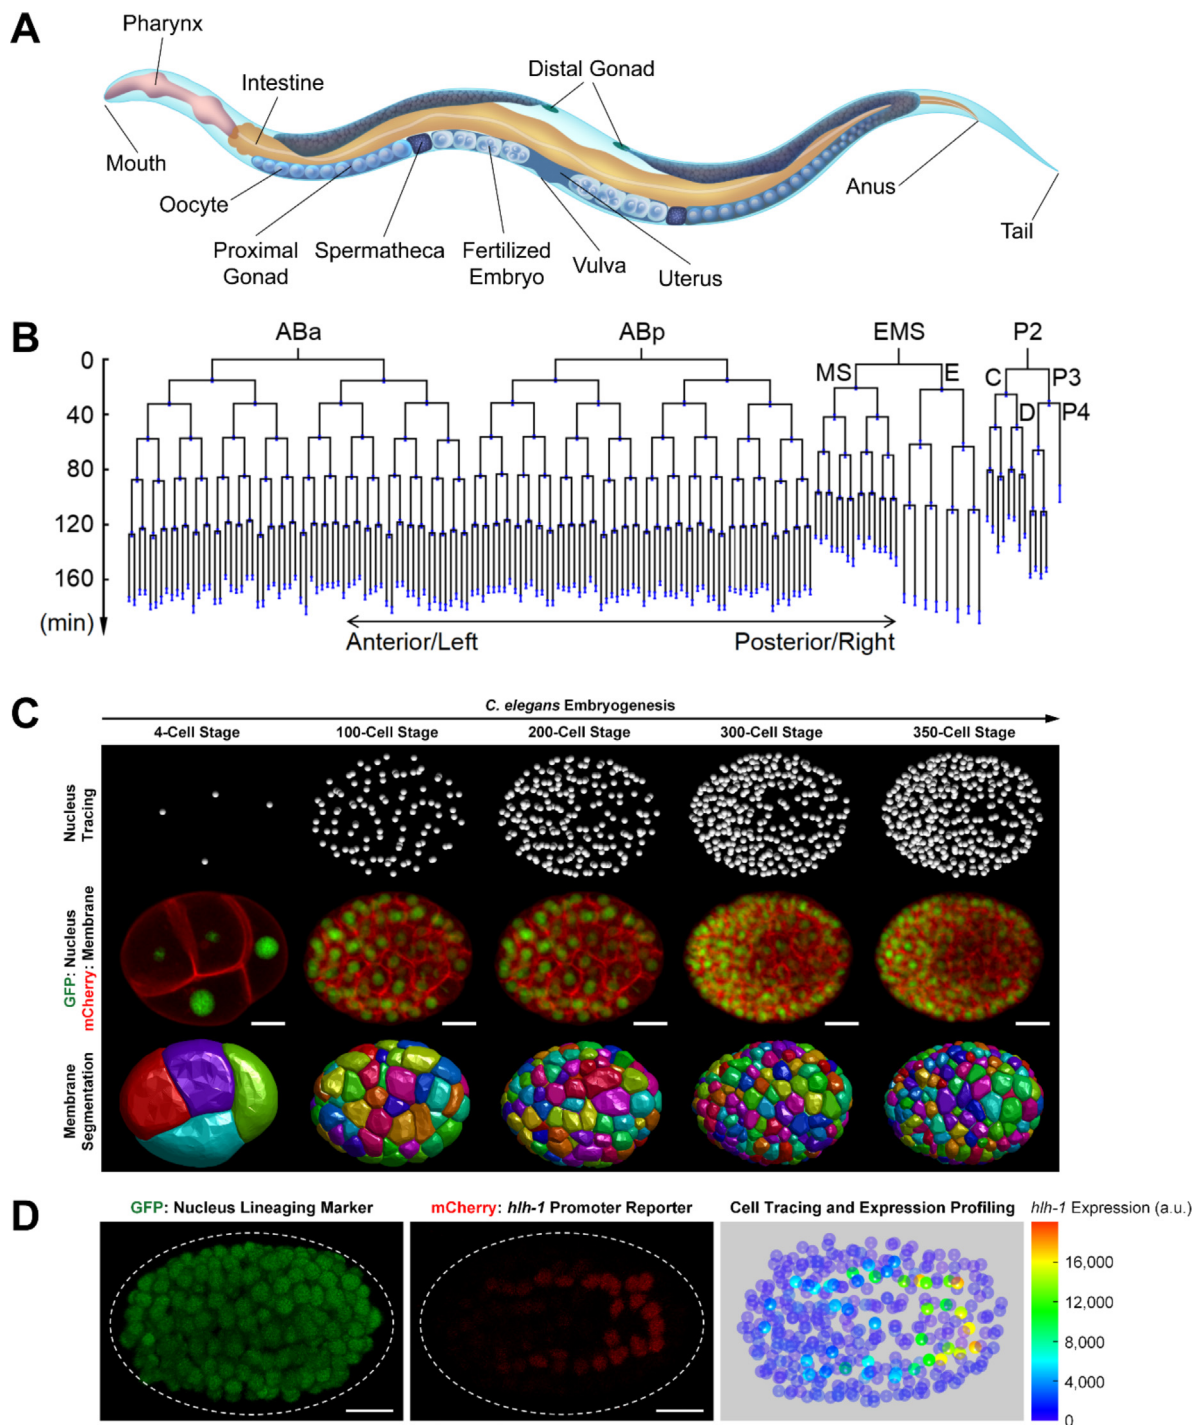 A
Pharynx
Intestine
Distal Gonad
Mouth
Oocyte
Anus
Tail
Proximal
Gonad
Spermatheca
Fertilized
Embryo
Vulva
Uterus
B
ABa
ABp
EMS
P2
MS
E
C
P3
D
P4
0
40
80
120
160
(min)
Anterior/Left
Posterior/Right
C
C. elegans Embryogenesis
4-Cell Stage
100-Cell Stage
200-Cell Stage
300-Cell Stage
350-Cell Stage
Nucleus
Tracing
GFP: Nucleus
mCherry: Membrane
Membrane
Segmentation
D
GFP: Nucleus Lineaging Marker
mCherry: hlh-1 Promoter Reporter
Cell Tracing and Expression Profiling
hlh-1 Expression (a.u.)
16,000
12,000
8,000
4,000
0